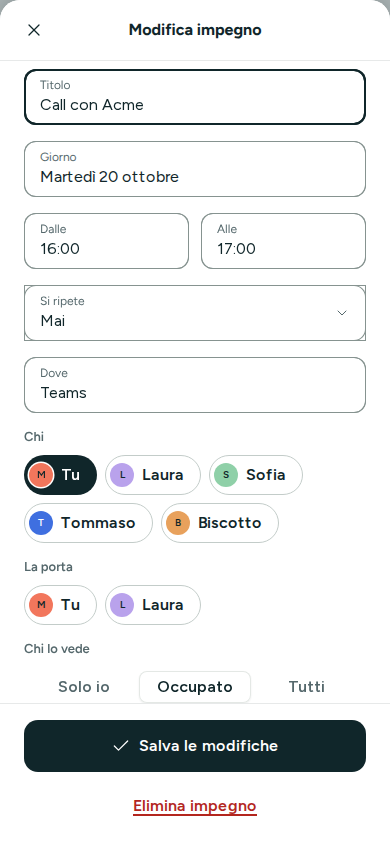 Modifica impegno
Titolo
Call con Acme
Giorno
Martedì 20 ottobre
Dalle
16:00
Alle
17:00
Si ripete
Mai
Dove
Teams
Chi
M Tu
L Laura
S Sofia
T Tommaso
B Biscotto
La porta
M Tu
L Laura
Chi lo vede
Solo io
Occupato
Tutti
Salva le modifiche
Elimina impegno